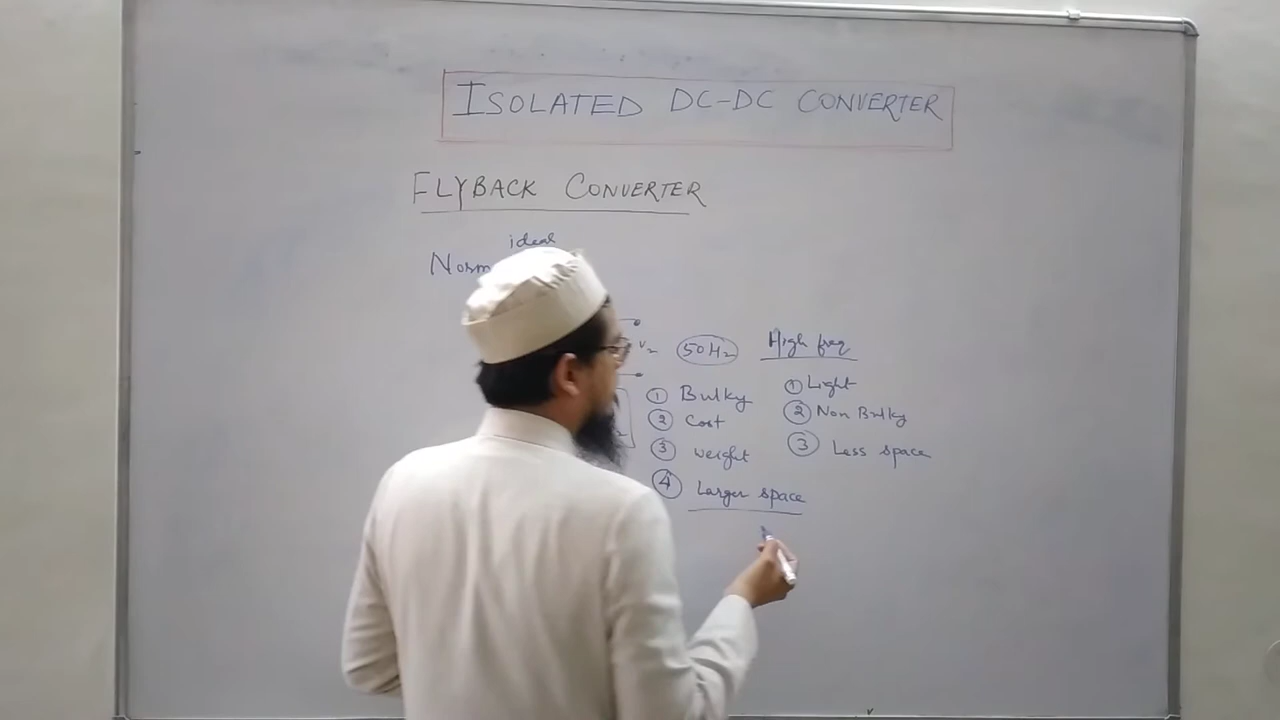 ISOLATED DC-DC CONVERTER
FLYBACK CONVERTER
ideal
50Hz
High freq
① Bulky
② Cost
③ weight
④ Larger space
① Light
② Non Bulky
③ Less space